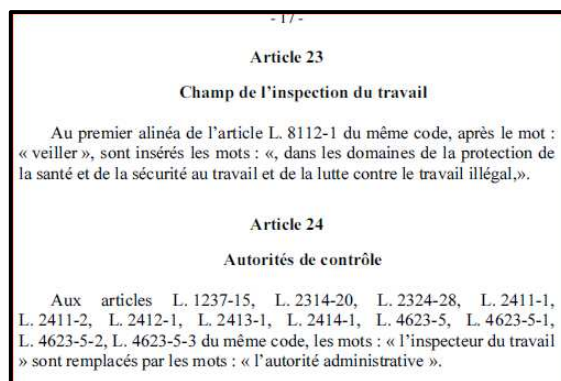 - 17 -
Article 23
Champ de l'inspection du travail
Au premier alinéa de l'article L. 8112-1 du même code, après le mot :
« veiller », sont insérés les mots : «, dans les domaines de la protection de
la santé et de la sécurité au travail et de la lutte contre le travail illégal,».
Article 24
Autorités de contrôle
Aux articles L. 1237-15, L. 2314-20, L. 2324-28, L. 2411-1,
L. 2411-2, L. 2412-1, L. 2413-1, L. 2414-1, L. 4623-5, L. 4623-5-1,
L. 4623-5-2, L. 4623-5-3 du même code, les mots : « l'inspecteur du travail
» sont remplacés par les mots : « l'autorité administrative ».